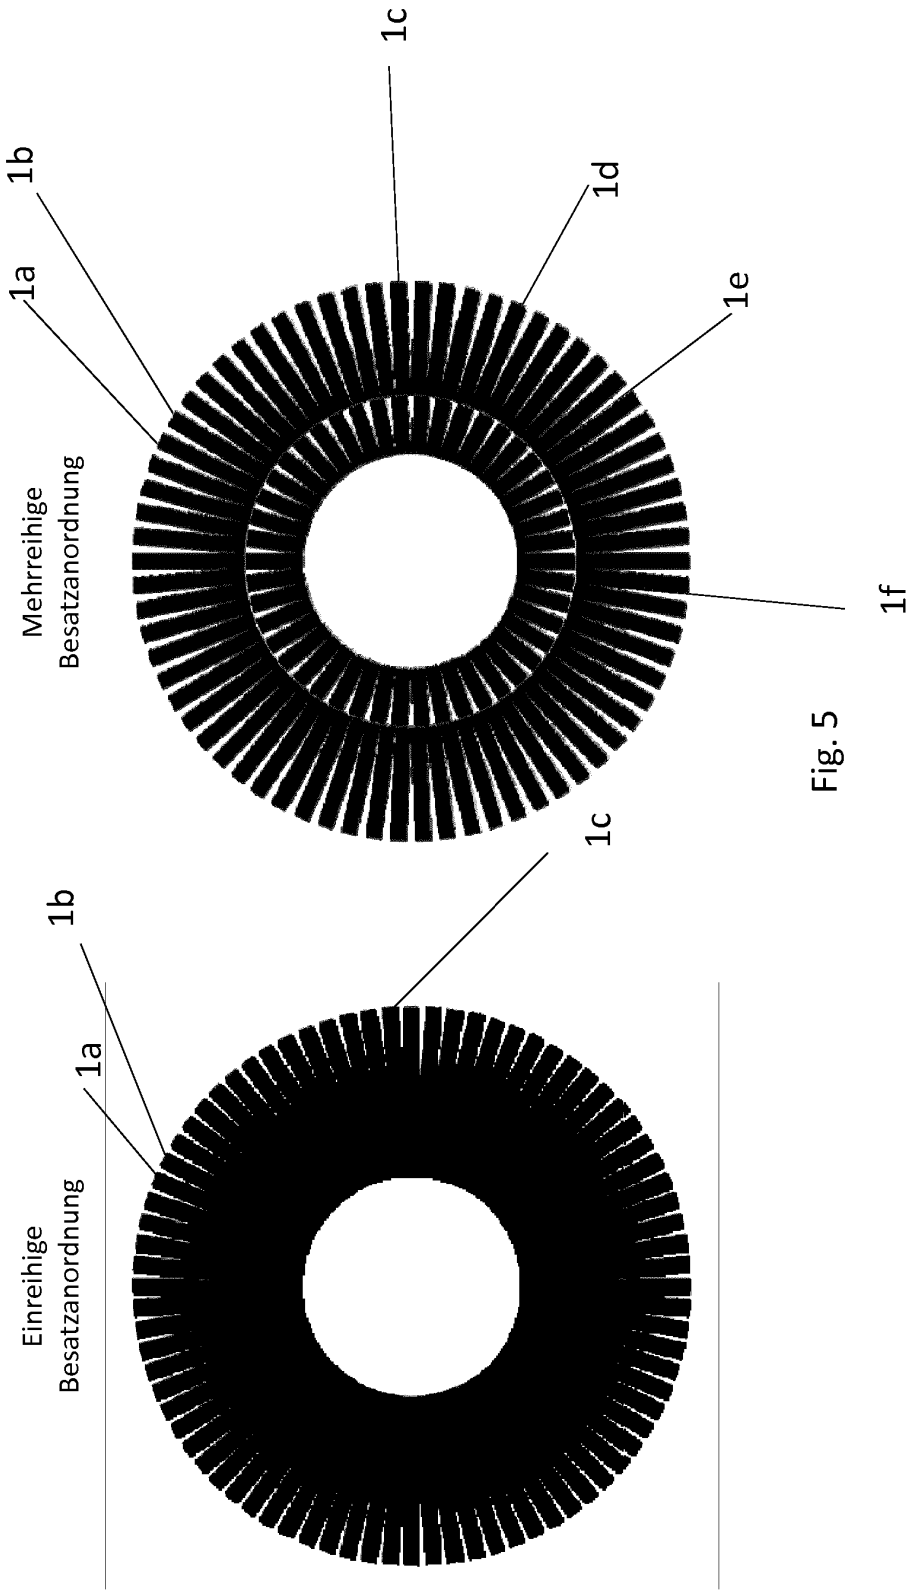 Einreihige
Besatzanordnung
1a
1b
1c
Mehrreihige
Besatzanordnung
1a
1b
1c
1d
1e
1f
Fig. 5